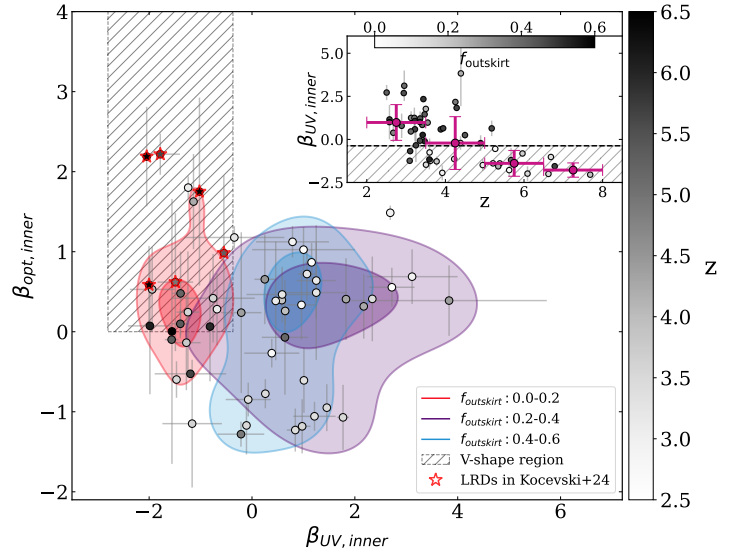 0.0 0.2 0.4 0.6
f_outskirt
5.0
2.5
0.0
−2.5
β_UV,inner
2 4 6 8
z
4
3
2
1
0
−1
−2
β_opt,inner
−2 0 2 4 6
β_UV,inner
f_outskirt : 0.0-0.2
f_outskirt : 0.2-0.4
f_outskirt : 0.4-0.6
V-shape region
LRDs in Kocevski+24
6.5
6.0
5.5
5.0
4.5
4.0
3.5
3.0
2.5
z